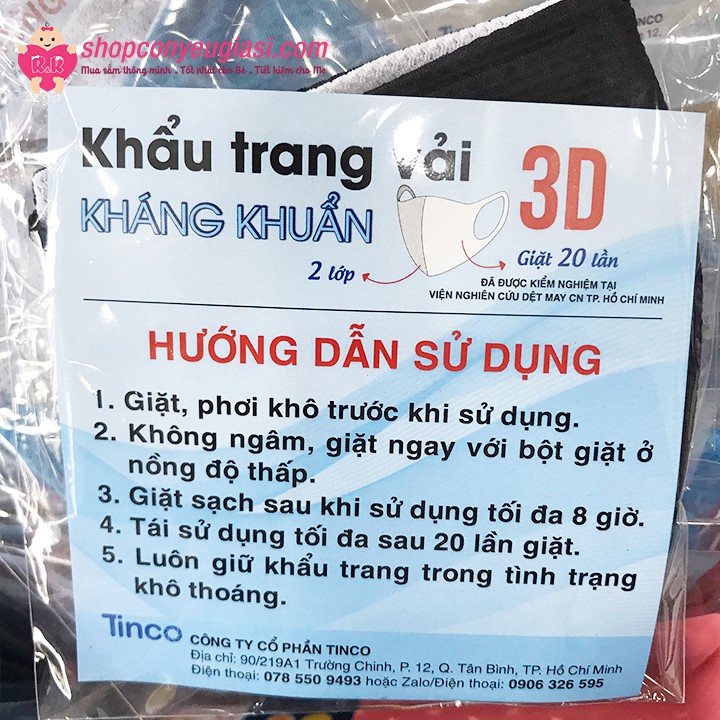 shopconyeugiasi.com
Mua sắm thông minh . Tốt nhất cho Bé . Tiết kiệm cho Mẹ
R&R
TINCO
12,
Khẩu trang vải
3D
KHÁNG KHUẨN
Giặt 20 lần
2 lớp
ĐÃ ĐƯỢC KIỂM NGHIỆM TẠI
VIỆN NGHIÊN CỨU DỆT MAY CN TP. HỒ CHÍ MINH
HƯỚNG DẪN SỬ DỤNG
1. Giặt, phơi khô trước khi sử dụng.
2. Không ngâm, giặt ngay với bột giặt ở
nồng độ thấp.
3. Giặt sạch sau khi sử dụng tối đa 8 giờ.
4. Tái sử dụng tối đa sau 20 lần giặt.
5. Luôn giữ khẩu trang trong tình trạng
khô thoáng.
Tinco CÔNG TY CỔ PHẦN TINCO
Địa chỉ: 90/219A1 Trường Chinh, P. 12, Q. Tân Bình, TP. Hồ Chí Minh
Điện thoại: 078 550 9493 hoặc Zalo/Điện thoại: 0906 326 595